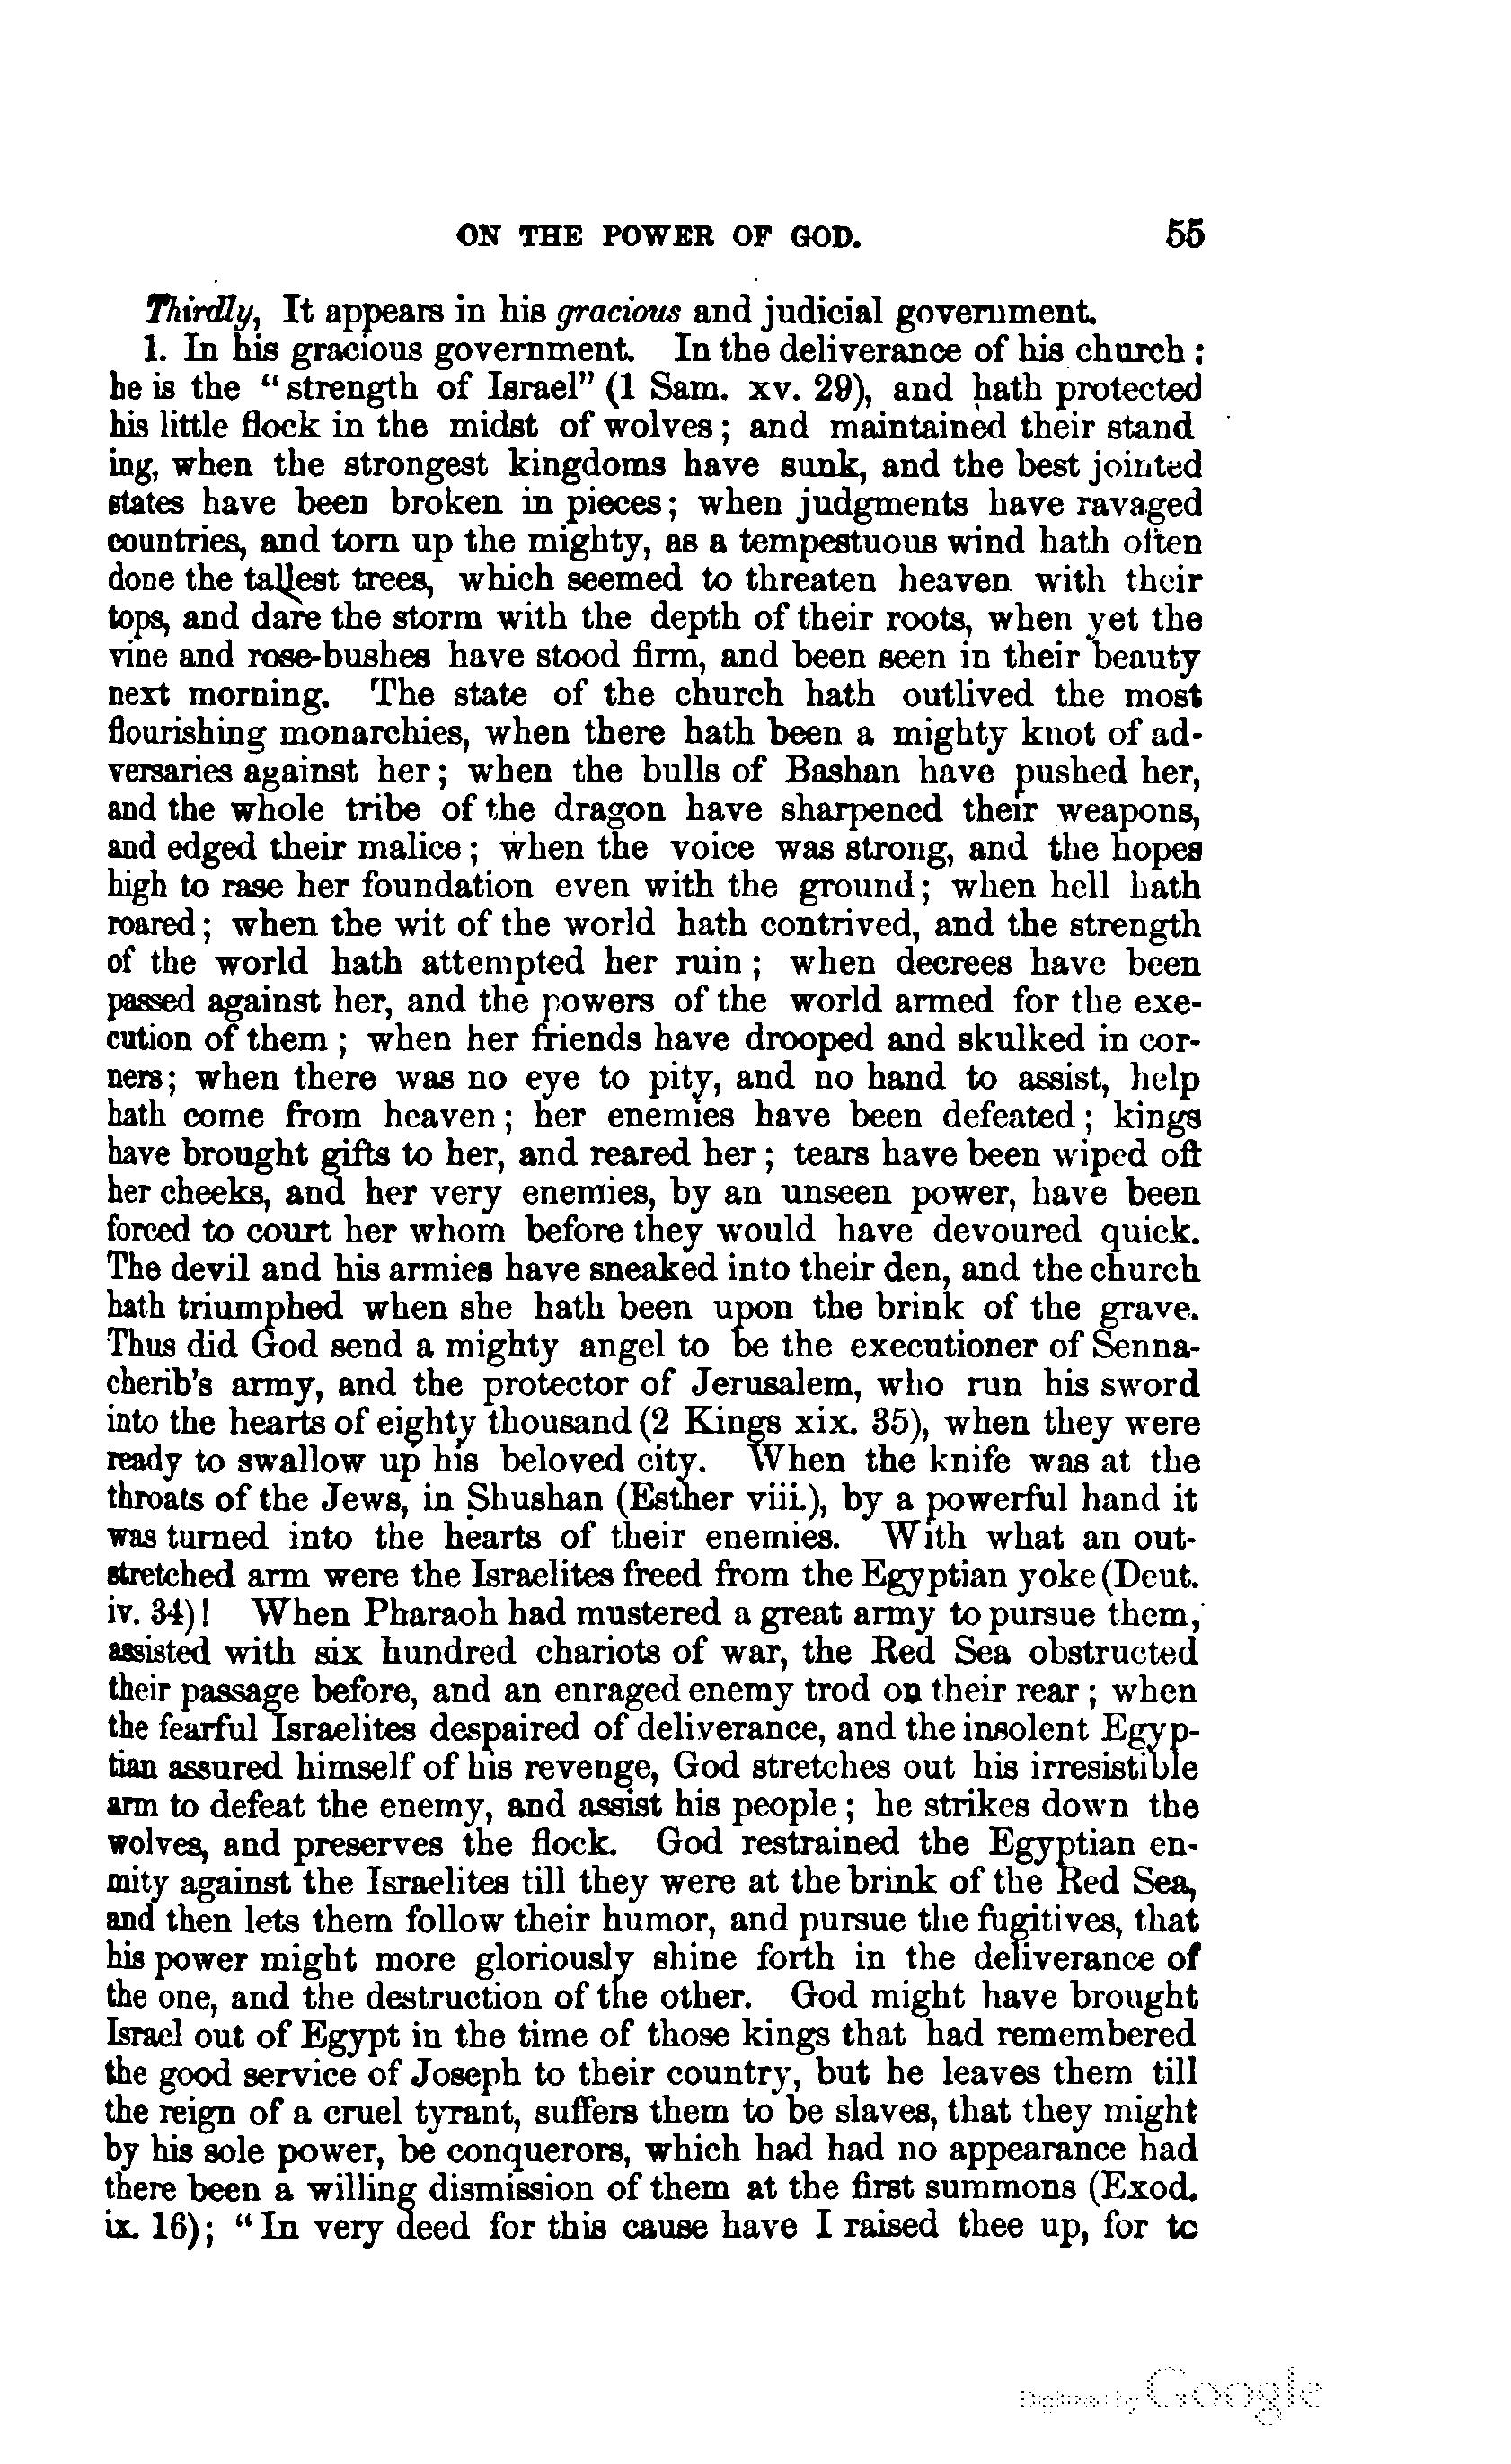 ON THE POWER OF GOD. 55
Thirdly, It appears in his gracious and judicial government.
1. In his gracious government. In the deliverance of his church:
he is the "strength of Israel" (1 Sam. xv. 29), and hath protected
his little flock in the midst of wolves; and maintained their stand
ing, when the strongest kingdoms have sunk, and the best jointed
states have been broken in pieces; when judgments have ravaged
countries, and torn up the mighty, as a tempestuous wind hath often
done the tallest trees, which seemed to threaten heaven with their
tops, and dare the storm with the depth of their roots, when yet the
vine and rose-bushes have stood firm, and been seen in their beauty
next morning. The state of the church hath outlived the most
flourishing monarchies, when there hath been a mighty knot of ad-
versaries against her; when the bulls of Bashan have pushed her,
and the whole tribe of the dragon have sharpened their weapons,
and edged their malice; when the voice was strong, and the hopes
high to rase her foundation even with the ground; when hell hath
roared; when the wit of the world hath contrived, and the strength
of the world hath attempted her ruin; when decrees have been
passed against her, and the powers of the world armed for the exe-
cution of them; when her friends have drooped and skulked in cor-
ners; when there was no eye to pity, and no hand to assist, help
hath come from heaven; her enemies have been defeated; kings
have brought gifts to her, and reared her; tears have been wiped off
her cheeks, and her very enemies, by an unseen power, have been
forced to court her whom before they would have devoured quick.
The devil and his armies have sneaked into their den, and the church
hath triumphed when she hath been upon the brink of the grave.
Thus did God send a mighty angel to be the executioner of Senna-
cherib's army, and the protector of Jerusalem, who run his sword
into the hearts of eighty thousand (2 Kings xix. 35), when they were
ready to swallow up his beloved city. When the knife was at the
throats of the Jews, in Shushan (Esther viii.), by a powerful hand it
was turned into the hearts of their enemies. With what an out-
stretched arm were the Israelites freed from the Egyptian yoke (Deut.
iv. 34)! When Pharaoh had mustered a great army to pursue them,
assisted with six hundred chariots of war, the Red Sea obstructed
their passage before, and an enraged enemy trod on their rear; when
the fearful Israelites despaired of deliverance, and the insolent Egyp-
tian assured himself of his revenge, God stretches out his irresistible
arm to defeat the enemy, and assist his people; he strikes down the
wolves, and preserves the flock. God restrained the Egyptian en-
mity against the Israelites till they were at the brink of the Red Sea,
and then lets them follow their humor, and pursue the fugitives, that
his power might more gloriously shine forth in the deliverance of
the one, and the destruction of the other. God might have brought
Israel out of Egypt in the time of those kings that had remembered
the good service of Joseph to their country, but he leaves them till
the reign of a cruel tyrant, suffers them to be slaves, that they might
by his sole power, be conquerors, which had had no appearance had
there been a willing dismission of them at the first summons (Exod.
ix. 16); "In very deed for this cause have I raised thee up, for to
Digitized by Google